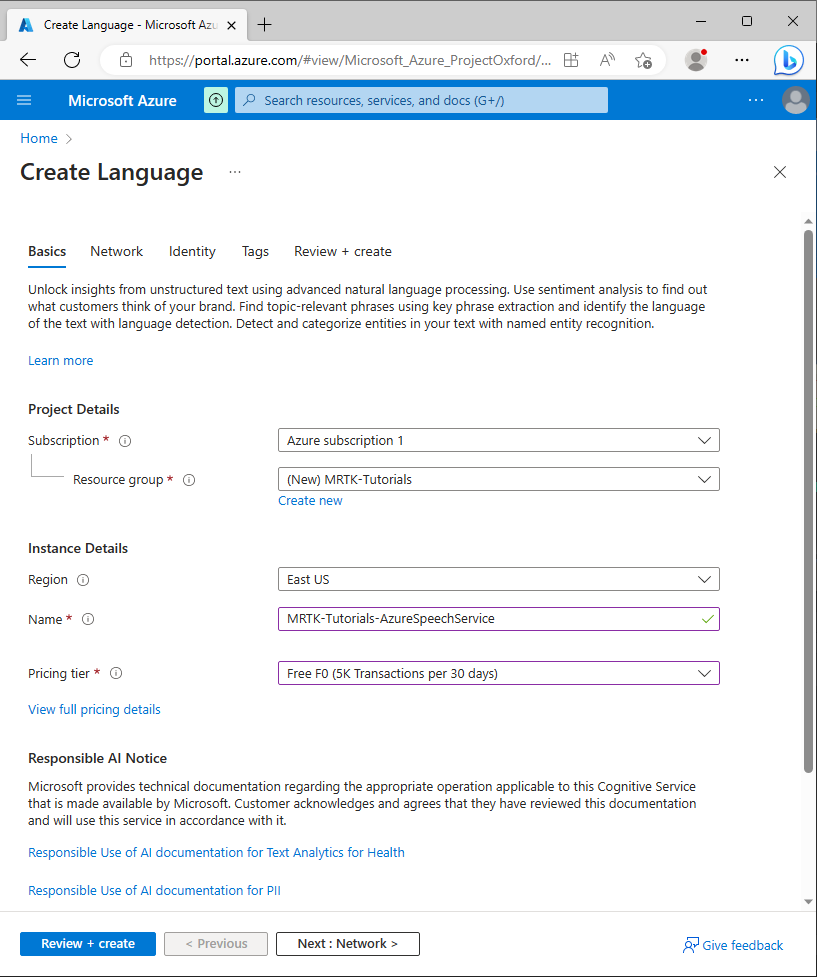 Create Language - Microsoft Azu
https://portal.azure.com/#view/Microsoft_Azure_ProjectOxford/...
Microsoft Azure
Search resources, services, and docs (G+/)
Home
Create Language
...
Basics
Network
Identity
Tags
Review + create
Unlock insights from unstructured text using advanced natural language processing. Use sentiment analysis to find out
what customers think of your brand. Find topic-relevant phrases using key phrase extraction and identify the language
of the text with language detection. Detect and categorize entities in your text with named entity recognition.
Learn more
Project Details
Subscription *
Azure subscription 1
Resource group *
(New) MRTK-Tutorials
Create new
Instance Details
Region
East US
Name *
MRTK-Tutorials-AzureSpeechService
Pricing tier *
Free F0 (5K Transactions per 30 days)
View full pricing details
Responsible AI Notice
Microsoft provides technical documentation regarding the appropriate operation applicable to this Cognitive Service
that is made available by Microsoft. Customer acknowledges and agrees that they have reviewed this documentation
and will use this service in accordance with it.
Responsible Use of AI documentation for Text Analytics for Health
Responsible Use of AI documentation for PII
Review + create
< Previous
Next : Network >
Give feedback